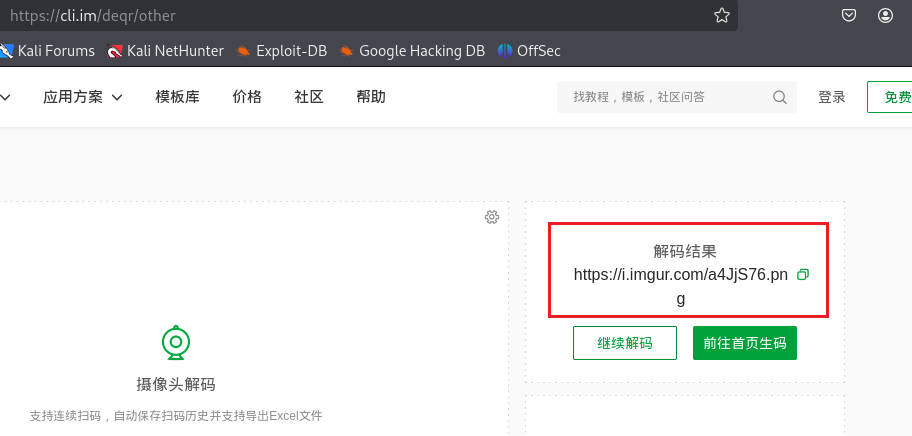 https://cli.im/deqr/other
Kali Forums Kali NetHunter Exploit-DB Google Hacking DB OffSec
应用方案 模板库 价格 社区 帮助 找教程，模板，社区问答 登录 免费
解码结果
https://i.imgur.com/a4JjS76.pn
g
继续解码 前往首页生码
摄像头解码
支持连续扫码，自动保存扫码历史并支持导出Excel文件